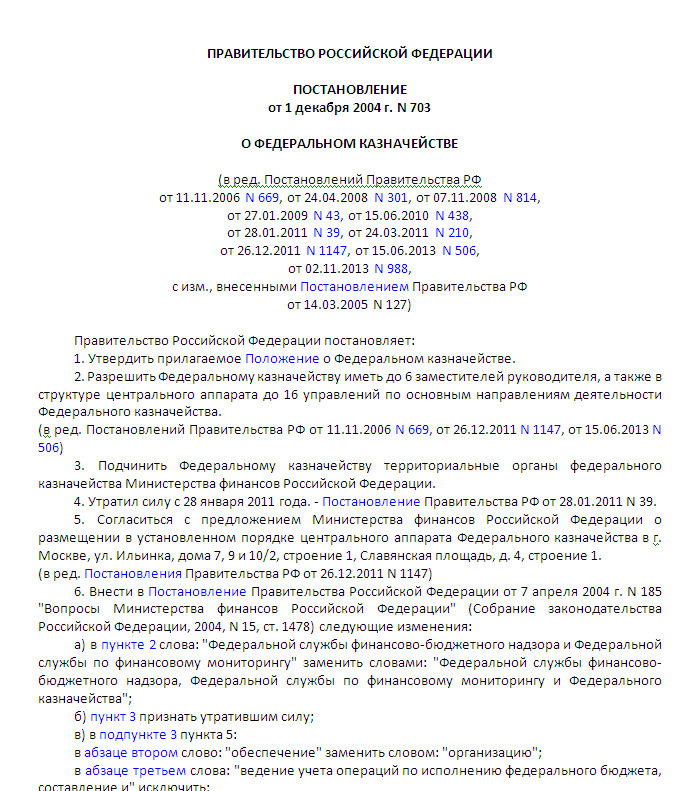 ПРАВИТЕЛЬСТВО РОССИЙСКОЙ ФЕДЕРАЦИИ
ПОСТАНОВЛЕНИЕ
от 1 декабря 2004 г. N 703
О ФЕДЕРАЛЬНОМ КАЗНАЧЕЙСТВЕ
(в ред. Постановлений Правительства РФ
от 11.11.2006 N 669, от 24.04.2008 N 301, от 07.11.2008 N 814,
от 27.01.2009 N 43, от 15.06.2010 N 438,
от 28.01.2011 N 39, от 24.03.2011 N 210,
от 26.12.2011 N 1147, от 15.06.2013 N 506,
от 02.11.2013 N 988,
с изм., внесенными Постановлением Правительства РФ
от 14.03.2005 N 127)
Правительство Российской Федерации постановляет:
1. Утвердить прилагаемое Положение о Федеральном казначействе.
2. Разрешить Федеральному казначейству иметь до 6 заместителей руководителя, а также в
структуре центрального аппарата до 16 управлений по основным направлениям деятельности
Федерального казначейства.
(в ред. Постановлений Правительства РФ от 11.11.2006 N 669, от 26.12.2011 N 1147, от 15.06.2013 N
506)
3. Подчинить Федеральному казначейству территориальные органы федерального
казначейства Министерства финансов Российской Федерации.
4. Утратил силу с 28 января 2011 года. - Постановление Правительства РФ от 28.01.2011 N 39.
5. Согласиться с предложением Министерства финансов Российской Федерации о
размещении в установленном порядке центрального аппарата Федерального казначейства в г.
Москве, ул. Ильинка, дома 7, 9 и 10/2, строение 1, Славянская площадь, д. 4, строение 1.
(в ред. Постановления Правительства РФ от 26.12.2011 N 1147)
6. Внести в Постановление Правительства Российской Федерации от 7 апреля 2004 г. N 185
"Вопросы Министерства финансов Российской Федерации" (Собрание законодательства
Российской Федерации, 2004, N 15, ст. 1478) следующие изменения:
а) в пункте 2 слова: "Федеральной службы финансово-бюджетного надзора и Федеральной
службы по финансовому мониторингу" заменить словами: "Федеральной службы финансово-
бюджетного надзора, Федеральной службы по финансовому мониторингу и Федерального
казначейства";
б) пункт 3 признать утратившим силу;
в) в подпункте 3 пункта 5:
в абзаце втором слово: "обеспечение" заменить словом: "организацию";
в абзаце третьем слова: "ведение учета операций по исполнению федерального бюджета,
составление и" исключить;